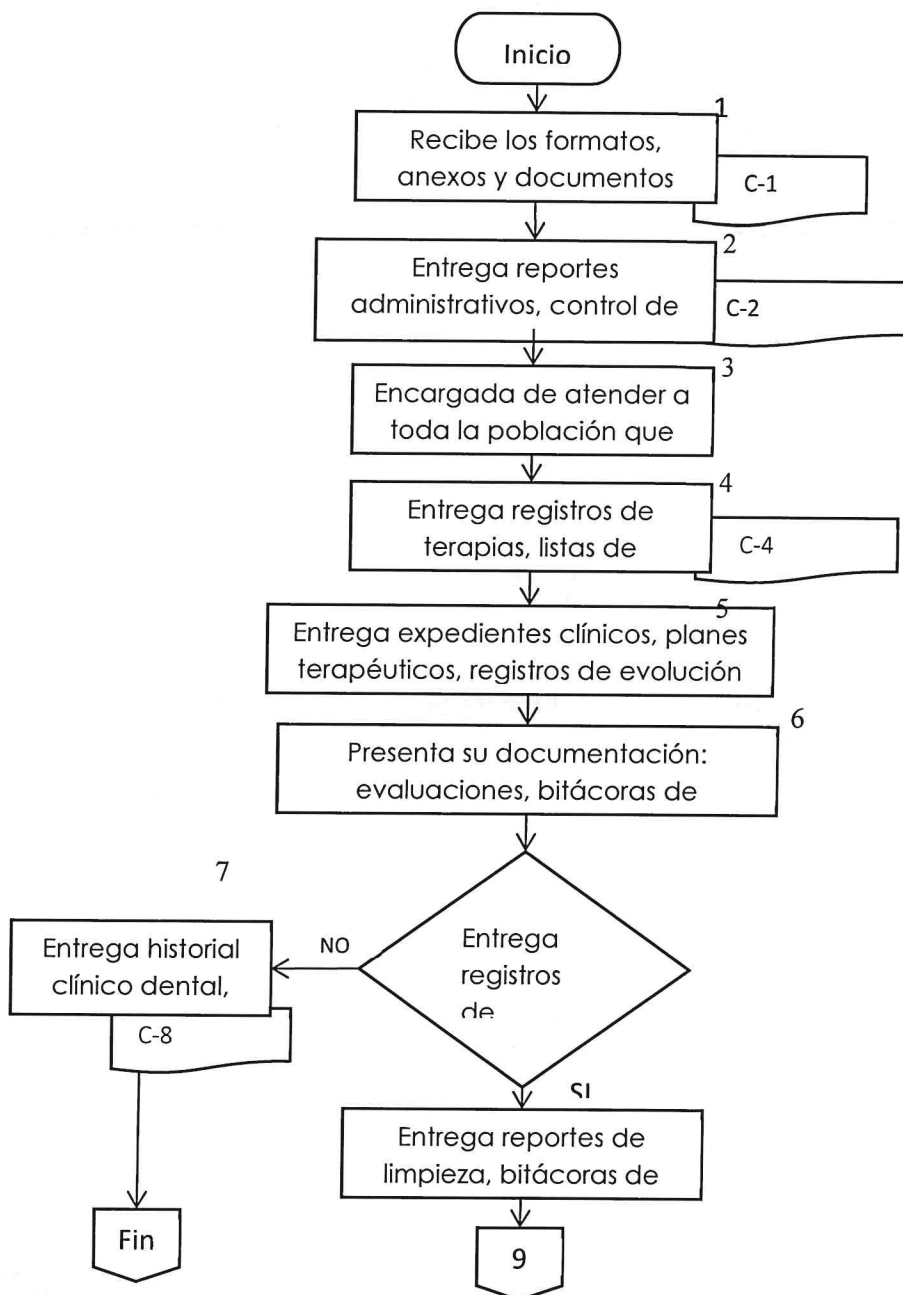 Inicio
1
Recibe los formatos,
anexos y documentos
C-1
2
Entrega reportes
administrativos, control de
C-2
3
Encargada de atender a
toda la población que
4
Entrega registros de
terapias, listas de
C-4
5
Entrega expedientes clínicos, planes
terapéuticos, registros de evolución
6
Presenta su documentación:
evaluaciones, bitácoras de
7
Entrega historial
clínico dental,
C-8
NO
Entrega
registros
de
SI
Entrega reportes de
limpieza, bitácoras de
Fin
9